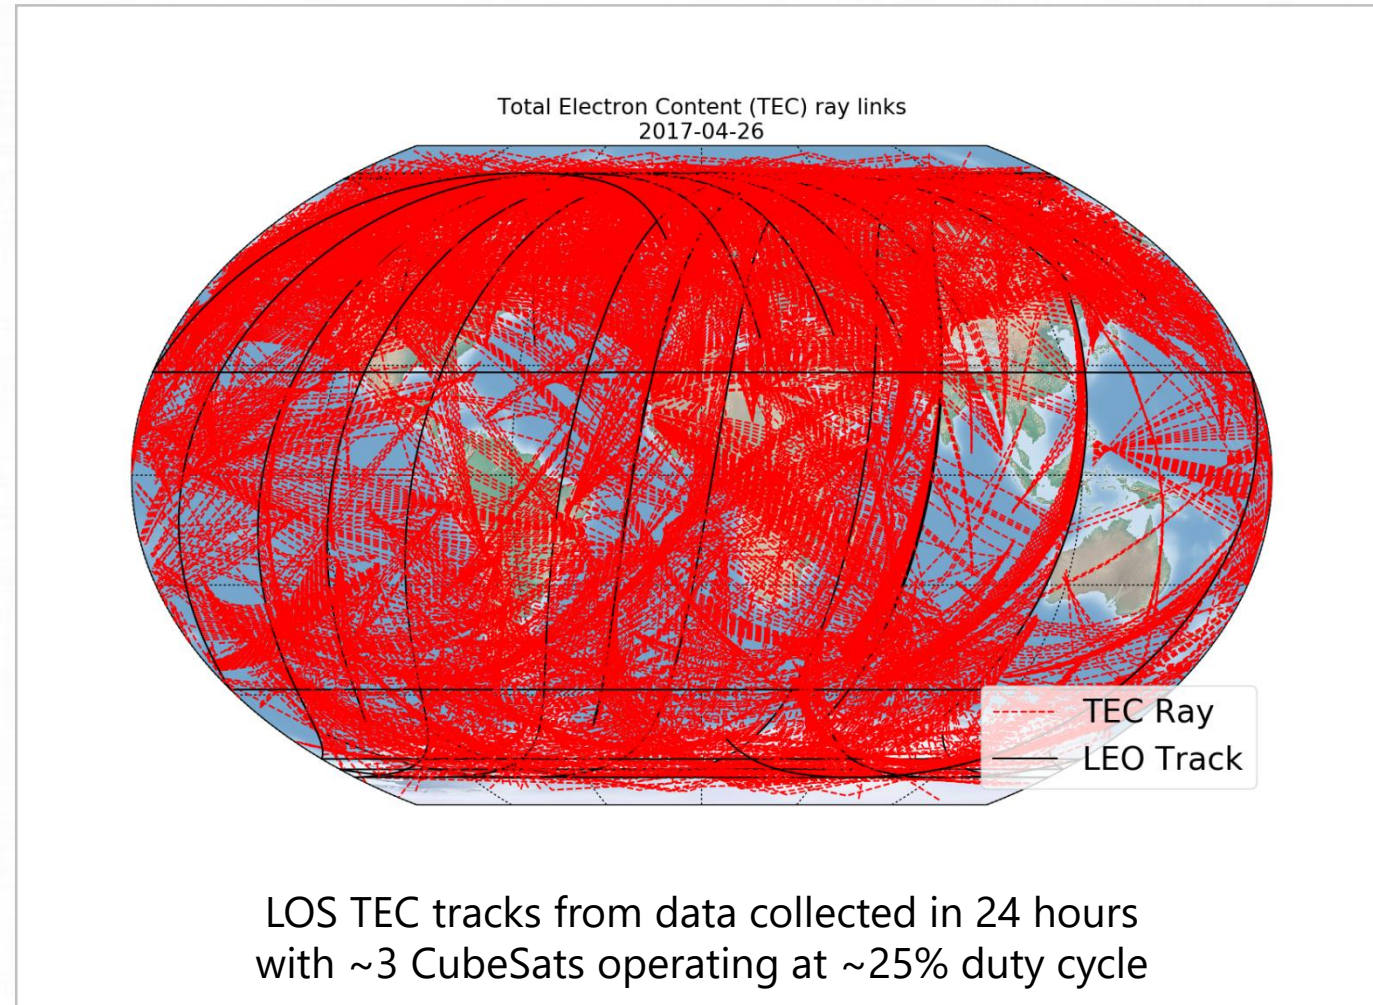 Total Electron Content (TEC) ray links
2017-04-26
TEC Ray
LEO Track
LOS TEC tracks from data collected in 24 hours
with ~3 CubeSats operating at ~25% duty cycle